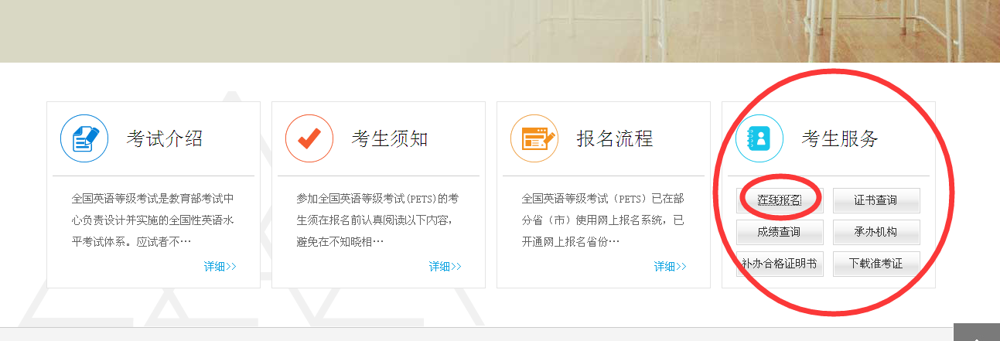 考试介绍
全国英语等级考试是教育部考试中
心负责设计并实施的全国性英语水
平考试体系。应试者不…
详细>>
考生须知
参加全国英语等级考试(PETS)的考
生须在报名前认真阅读以下内容,
避免在不知晓相…
详细>>
报名流程
全国英语等级考试（PETS）已在部
分省（市）使用网上报名系统，已
开通网上报名省份…
详细>>
考生服务
在线报名
证书查询
成绩查询
承办机构
补办合格证明书
下载准考证